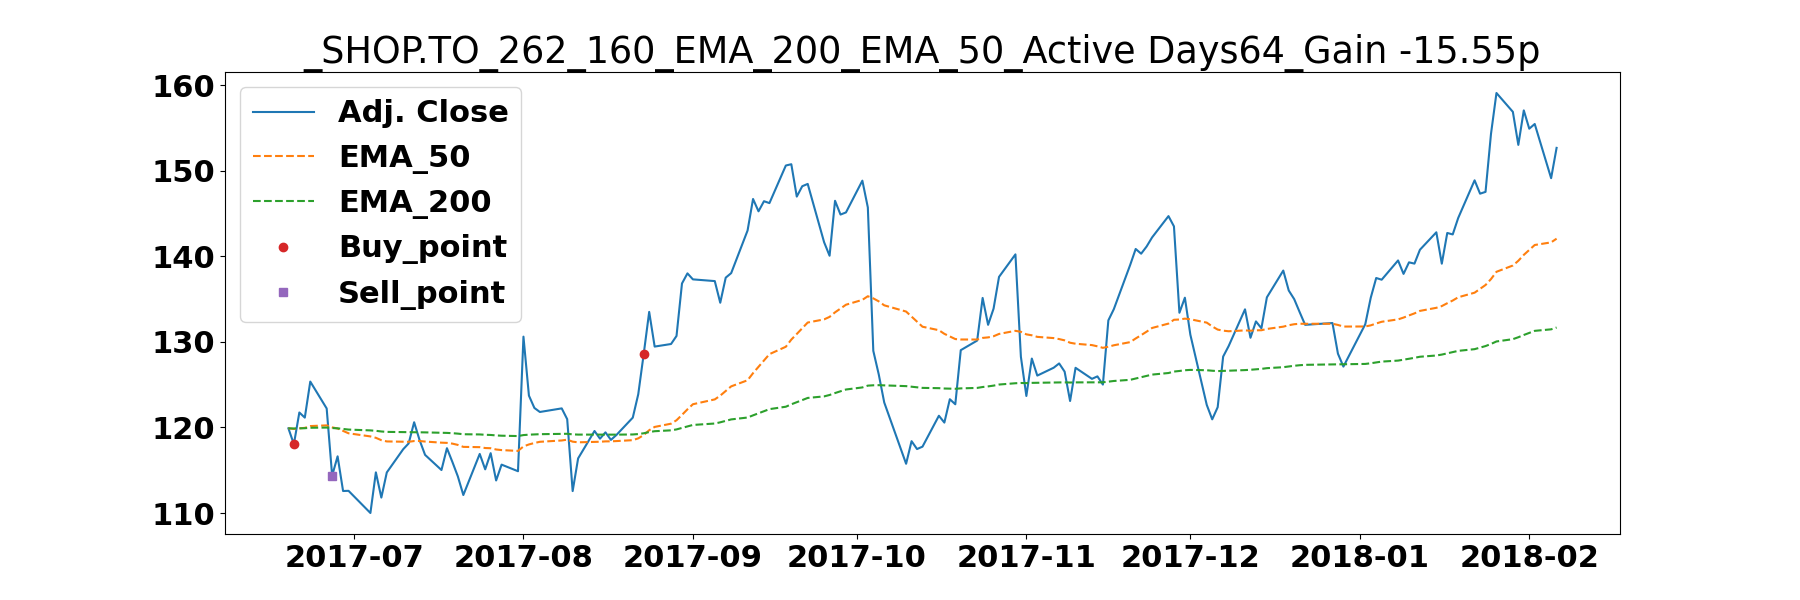 _SHOP.TO_262_160_EMA_200_EMA_50_Active Days64_Gain -15.55p
160
150
140
130
120
110
Adj. Close
EMA_50
EMA_200
Buy_point
Sell_point
2017-07 2017-08 2017-09 2017-10 2017-11 2017-12 2018-01 2018-02